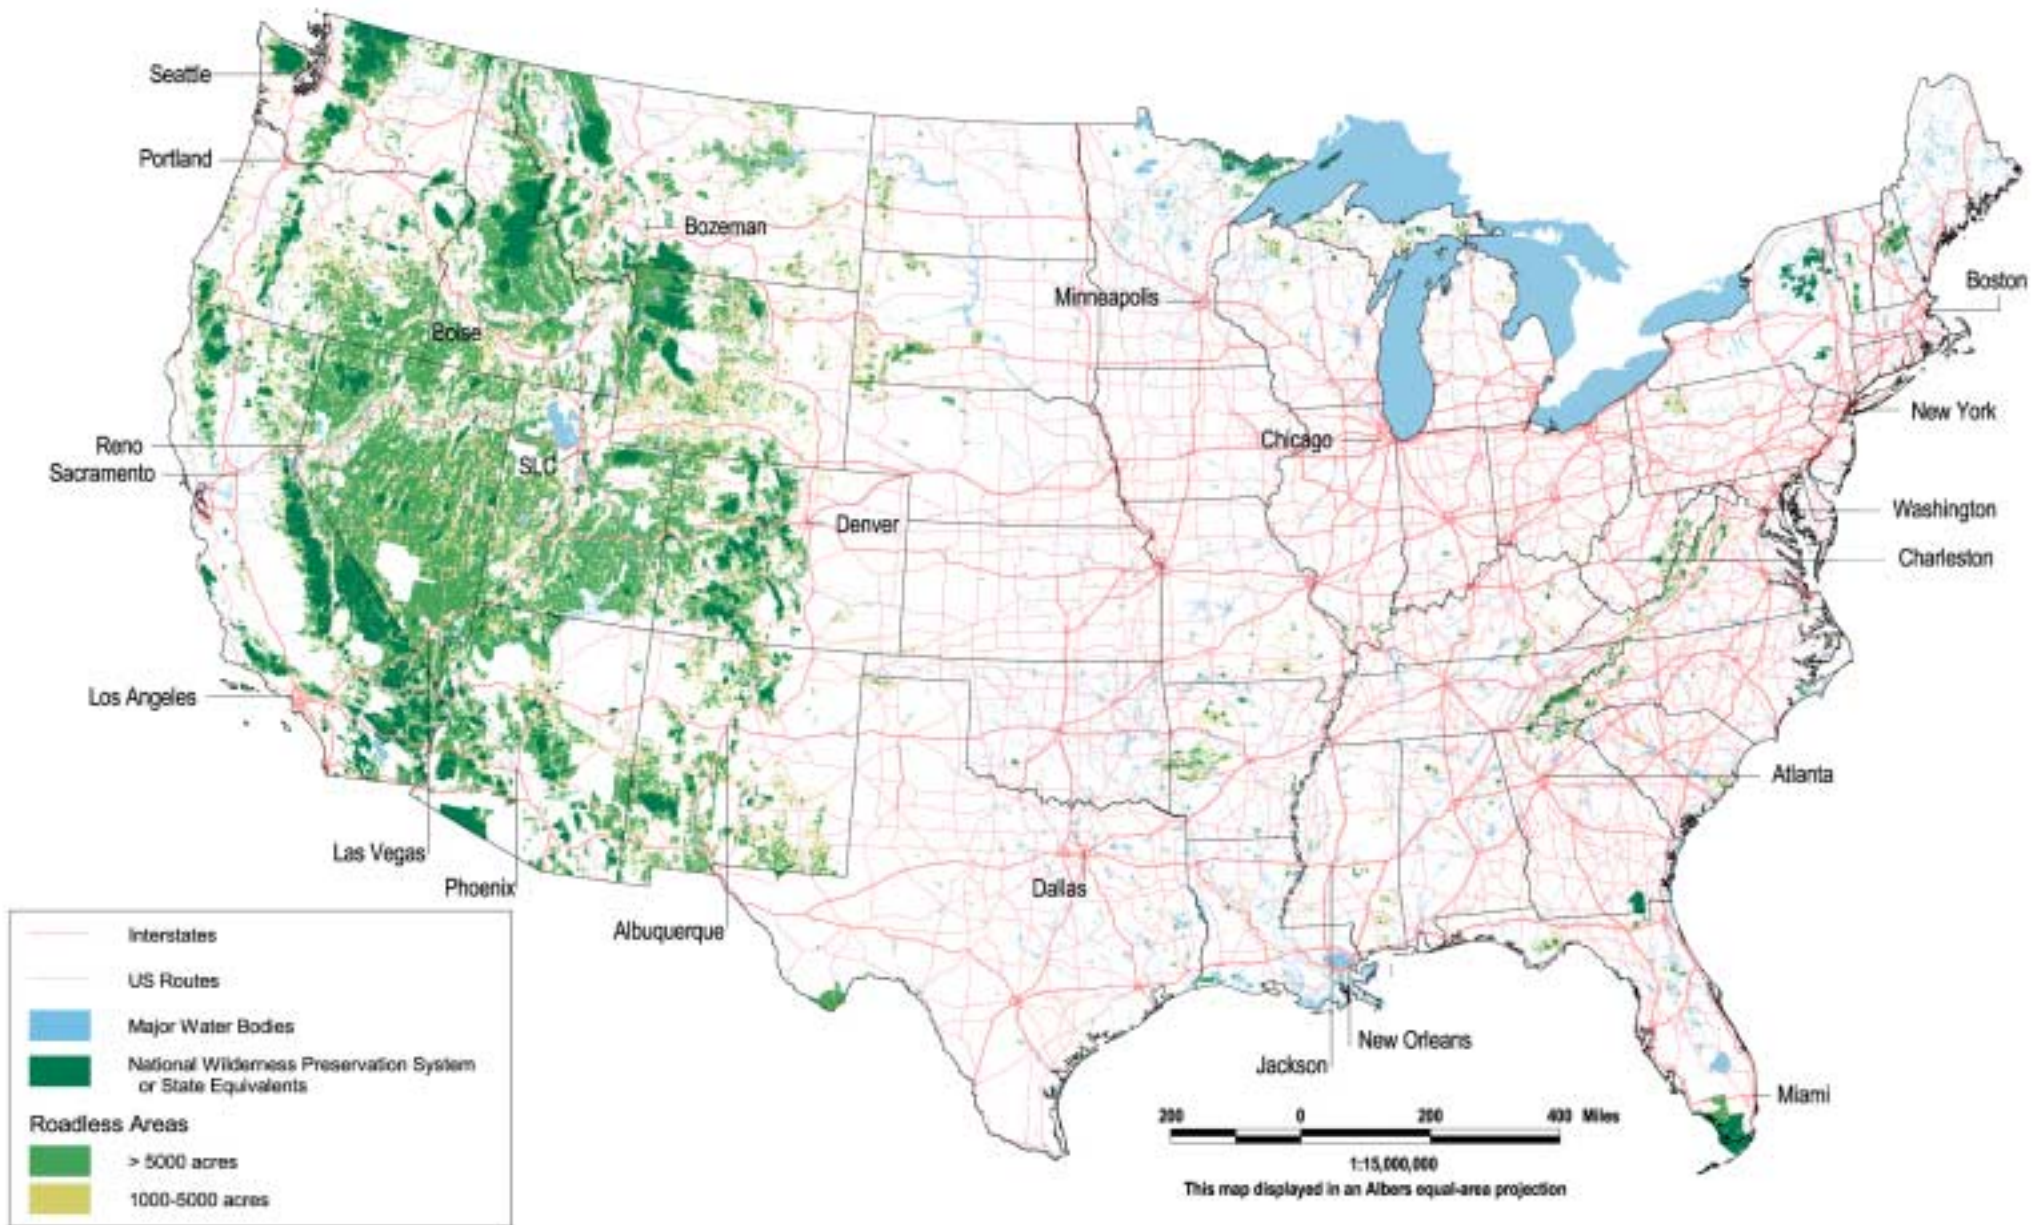 Seattle
Portland
Bozeman
Boise
Minneapolis
Boston
Reno
Sacramento
SLC
Chicago
New York
Denver
Washington
Charleston
Los Angeles
Atlanta
Las Vegas
Phoenix
Albuquerque
Dallas
Jackson
New Orleans
Miami
Interstates
US Routes
Major Water Bodies
National Wilderness Preservation System
or State Equivalents
Roadless Areas
> 5000 acres
1000-5000 acres
200 0 200 400 Miles
1:15,000,000
This map displayed in an Albers equal-area projection